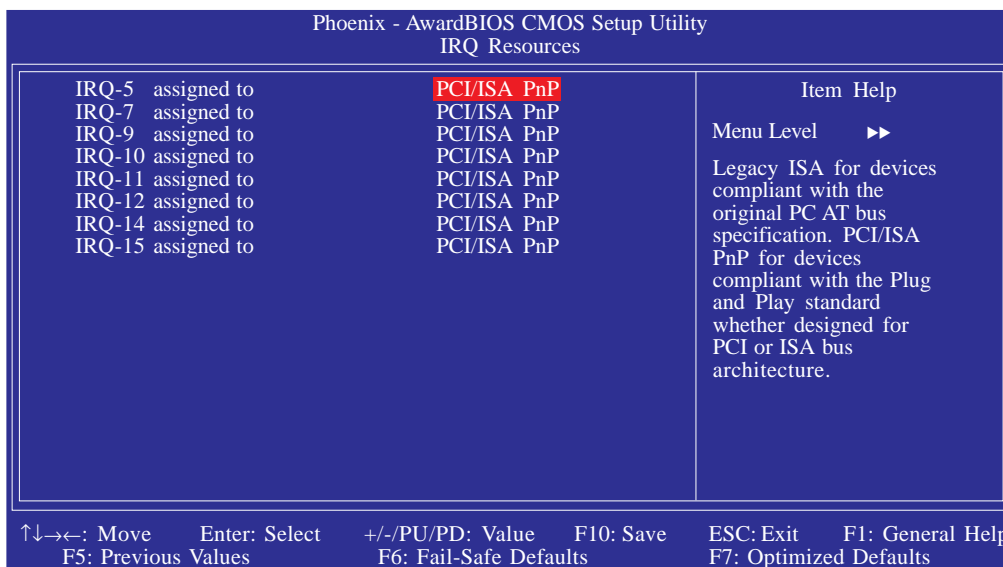 Phoenix - AwardBIOS CMOS Setup Utility
IRQ Resources
IRQ-5 assigned to PCI/ISA PnP
IRQ-7 assigned to PCI/ISA PnP
IRQ-9 assigned to PCI/ISA PnP
IRQ-10 assigned to PCI/ISA PnP
IRQ-11 assigned to PCI/ISA PnP
IRQ-12 assigned to PCI/ISA PnP
IRQ-14 assigned to PCI/ISA PnP
IRQ-15 assigned to PCI/ISA PnP
Item Help
Menu Level ▸▸
Legacy ISA for devices
compliant with the
original PC AT bus
specification. PCI/ISA
PnP for devices
compliant with the Plug
and Play standard
whether designed for
PCI or ISA bus
architecture.
↑↓→←: Move Enter: Select +/-/PU/PD: Value F10: Save ESC: Exit F1: General Help
F5: Previous Values F6: Fail-Safe Defaults F7: Optimized Defaults